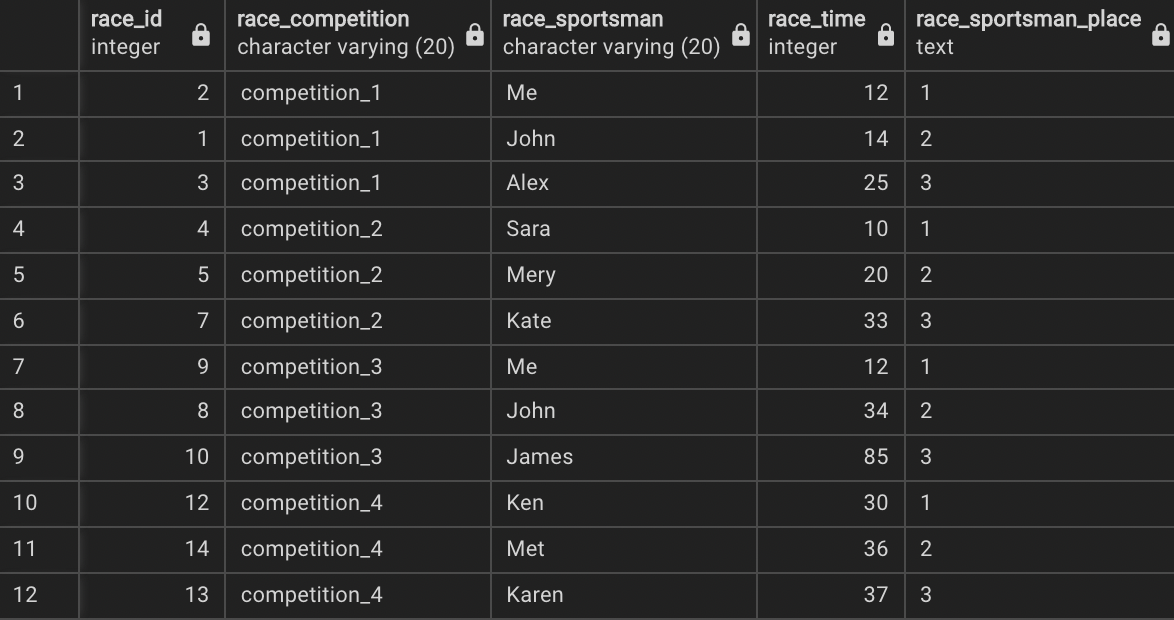 race_id race_competition race_sportsman race_time race_sportsman_place
integer character varying (20) character varying (20) integer text
1 2 competition_1 Me 12 1
2 1 competition_1 John 14 2
3 3 competition_1 Alex 25 3
4 4 competition_2 Sara 10 1
5 5 competition_2 Mery 20 2
6 7 competition_2 Kate 33 3
7 9 competition_3 Me 12 1
8 8 competition_3 John 34 2
9 10 competition_3 James 85 3
10 12 competition_4 Ken 30 1
11 14 competition_4 Met 36 2
12 13 competition_4 Karen 37 3